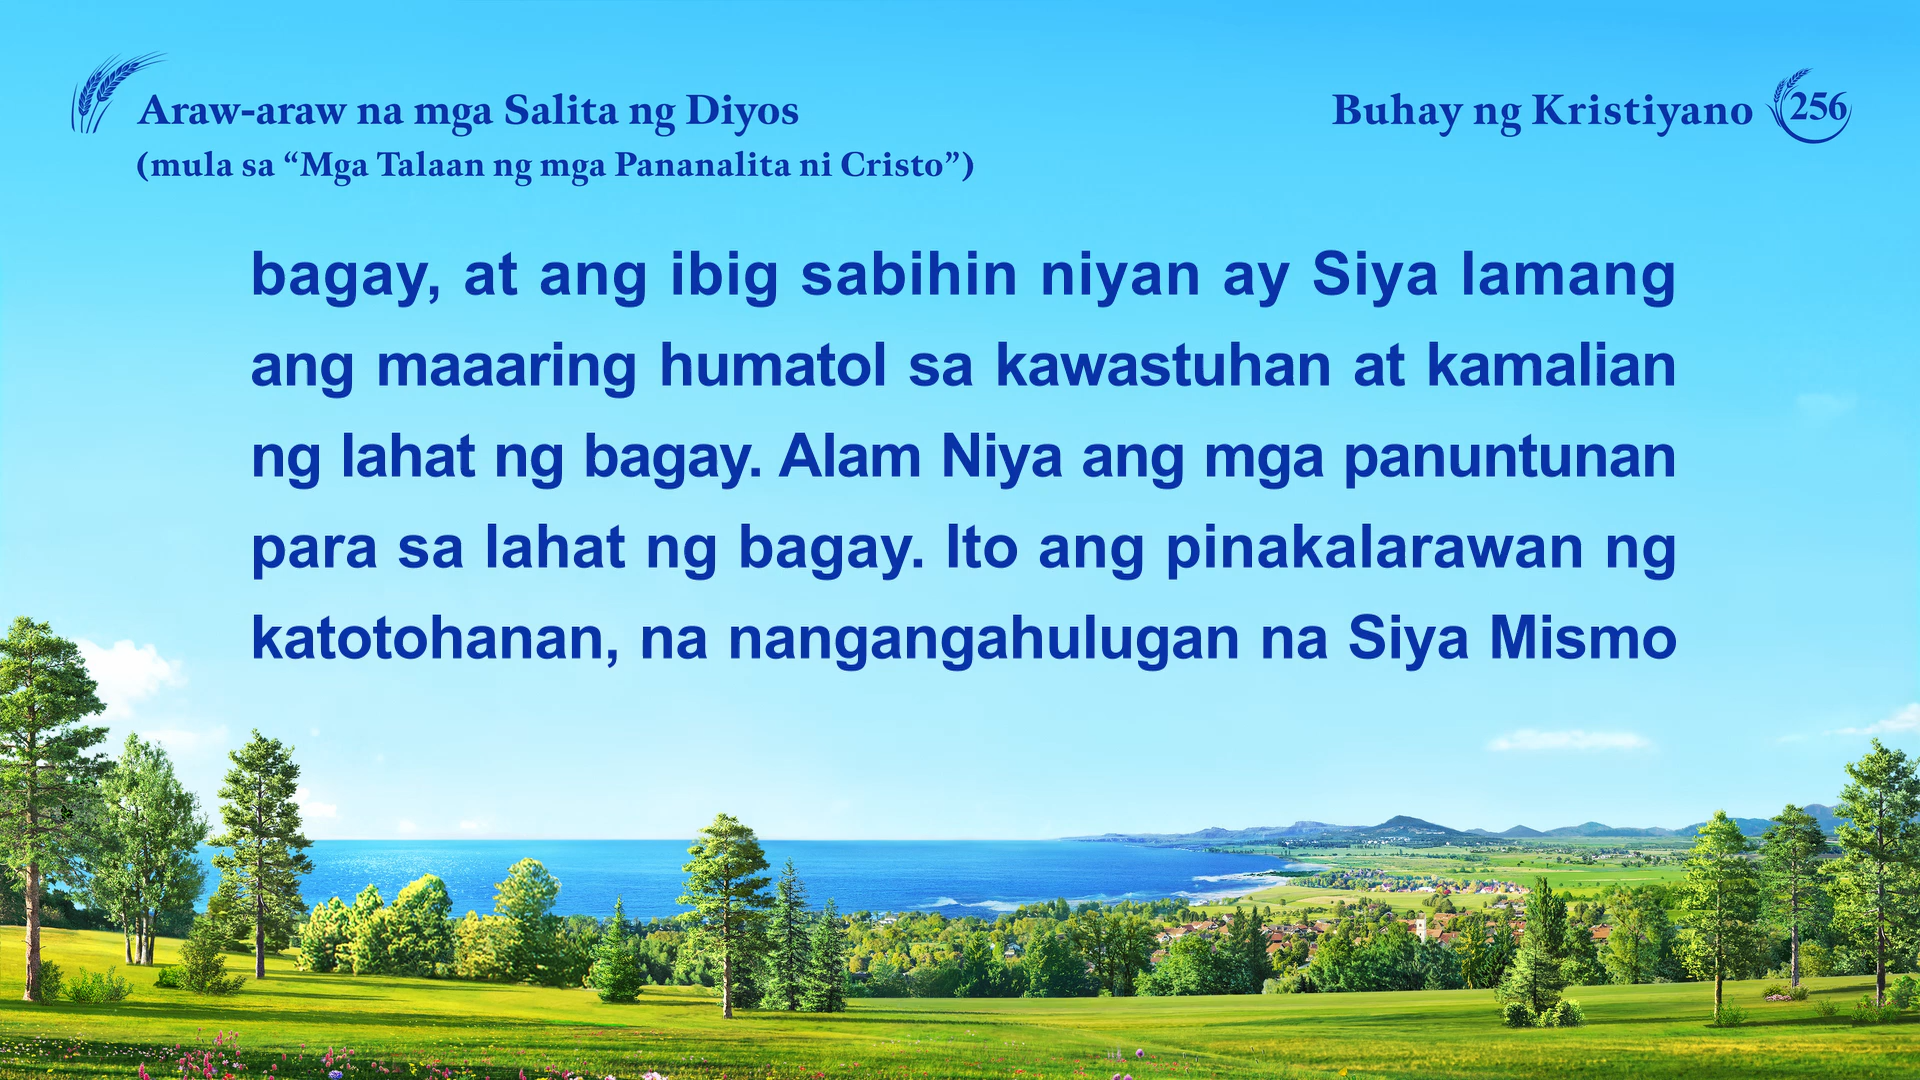 Araw-araw na mga Salita ng Diyos
(mula sa “Mga Talaan ng mga Pananalita ni Cristo”)
Buhay ng Kristiyano 256
bagay, at ang ibig sabihin niyan ay Siya lamang
ang maaaring humatol sa kawastuhan at kamalian
ng lahat ng bagay. Alam Niya ang mga panuntunan
para sa lahat ng bagay. Ito ang pinakalarawan ng
katotohanan, na nangangahulugan na Siya Mismo